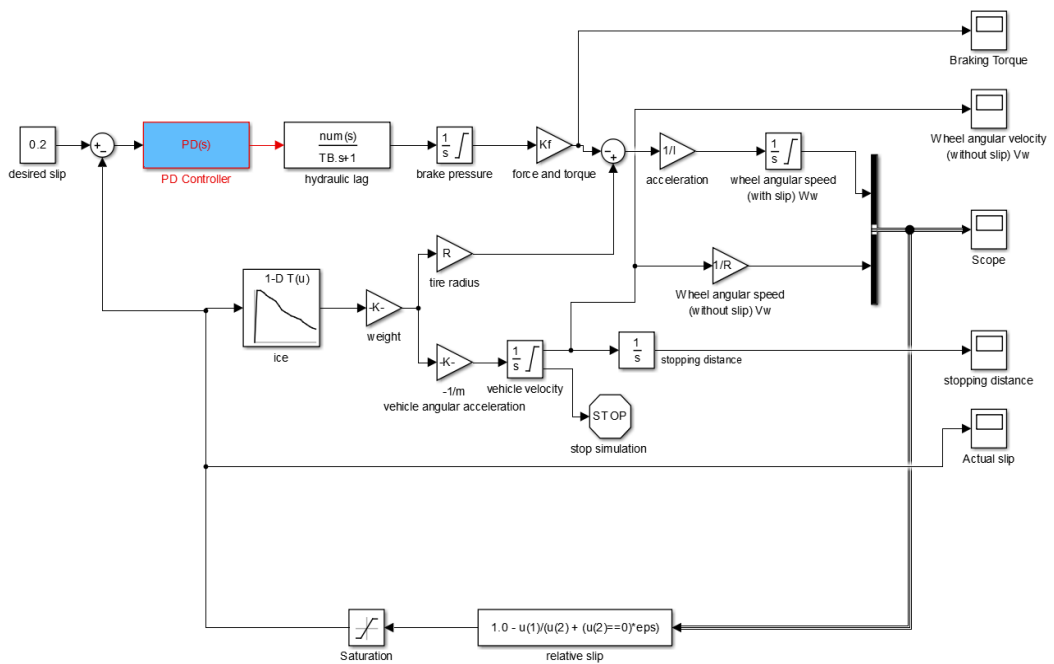 Braking Torque
0.2
desired slip
PD(s)
PD Controller
num(s)
TB.s+1
hydraulic lag
1
s
brake pressure
Kf
force and torque
1/I
acceleration
1
s
wheel angular speed
(with slip) Ww
Wheel angular velocity
(without slip) Vw
Scope
R
tire radius
1/R
Wheel angular speed
(without slip) Vw
1-D T(u)
ice
-K-
weight
-K-
-1/m
vehicle angular acceleration
1
s
vehicle velocity
1
s
stopping distance
stopping distance
STOP
stop simulation
Actual slip
Saturation
1.0 - u(1)/(u(2) + (u(2)==0)*eps)
relative slip